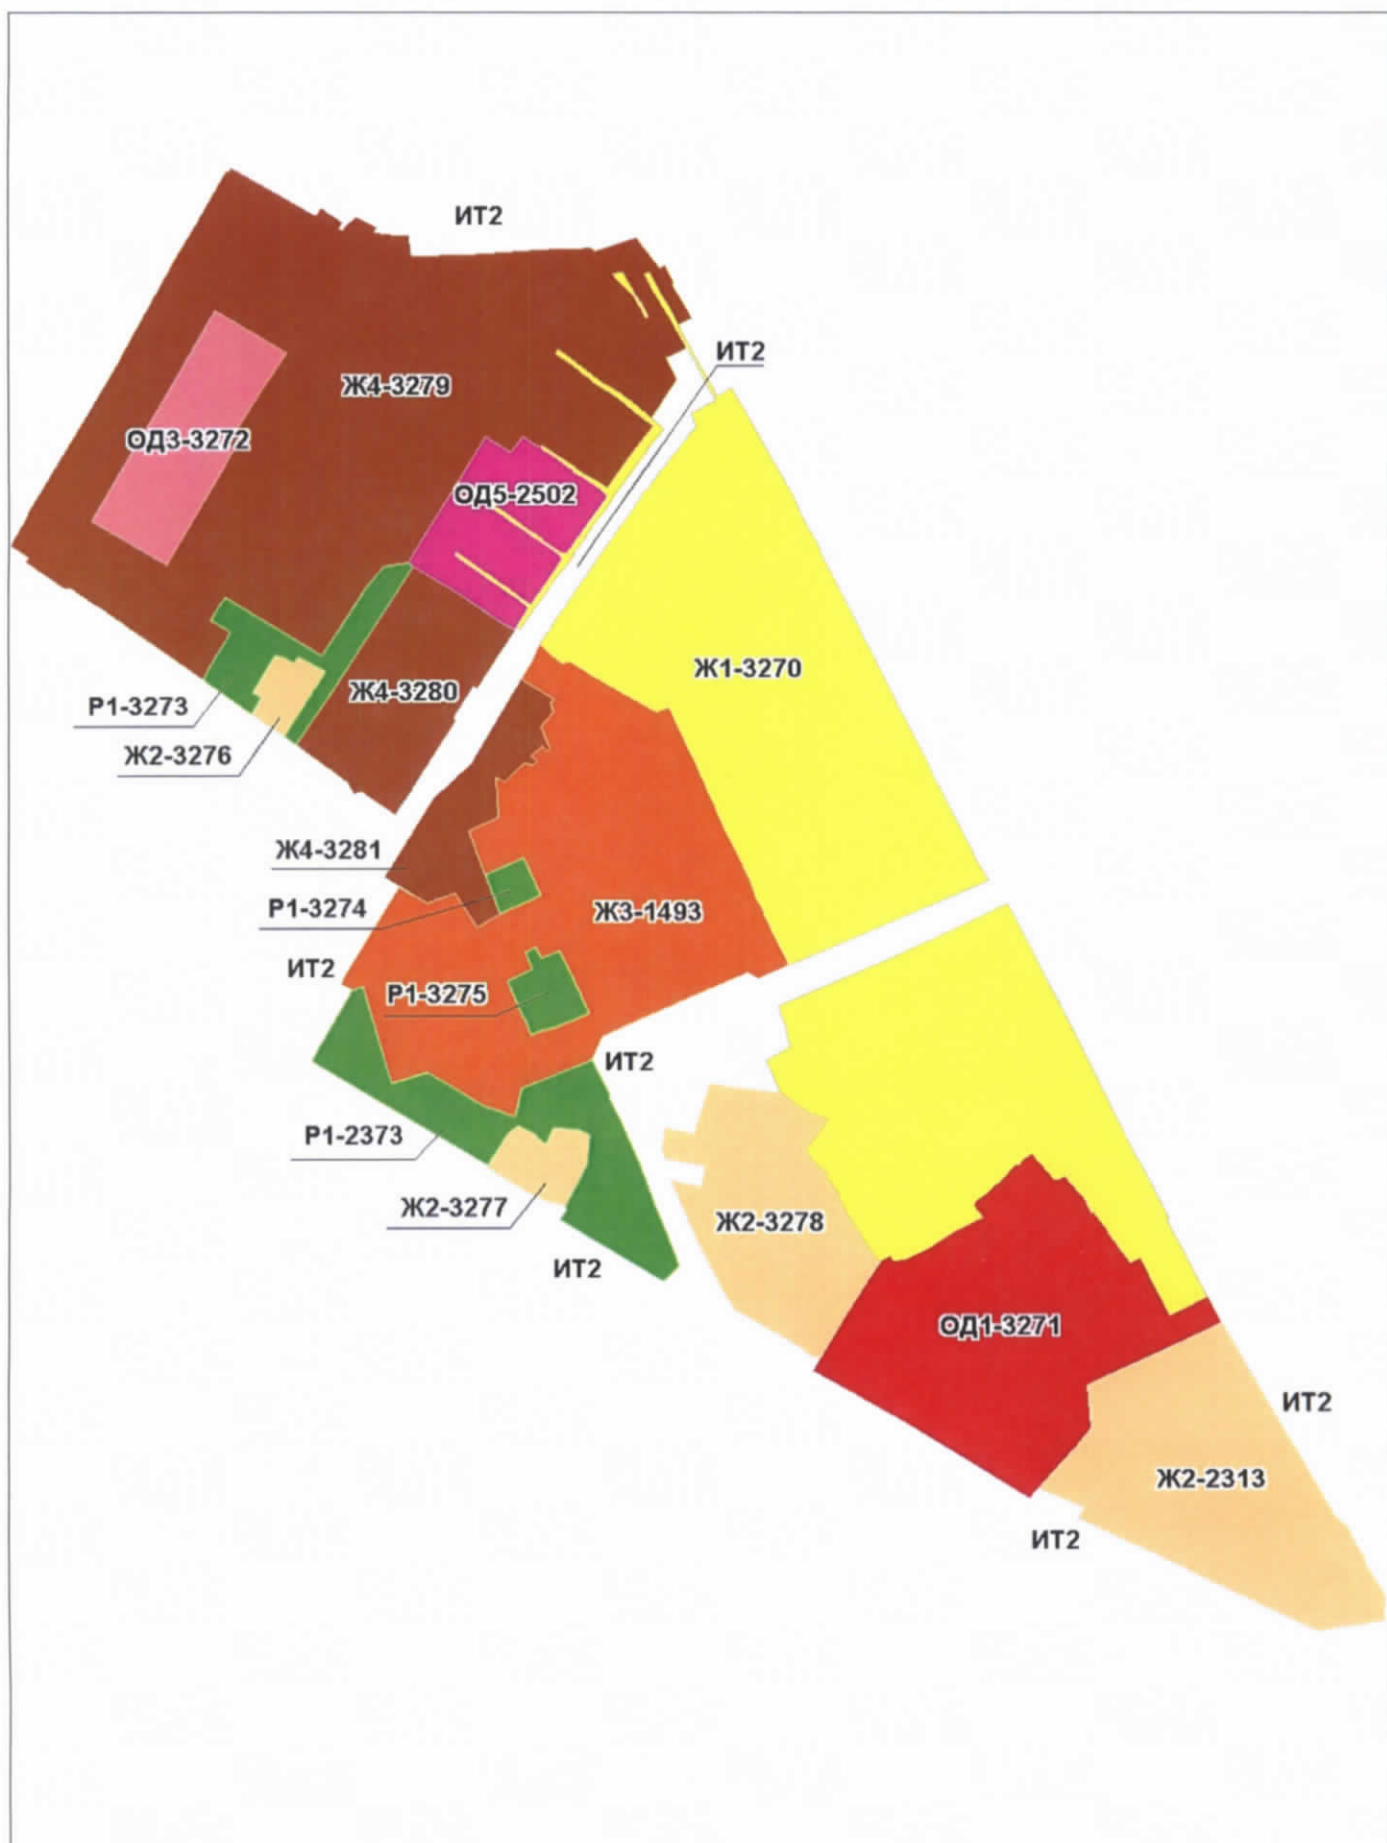 ИТ2
ИТ2
Ж4-3279
ОД3-3272
ОД5-2502
Ж1-3270
Ж4-3280
Р1-3273
Ж2-3276
Ж4-3281
Р1-3274
Ж3-1493
ИТ2
Р1-3275
ИТ2
Р1-2373
Ж2-3277
Ж2-3278
ИТ2
ОД1-3271
ИТ2
Ж2-2313
ИТ2